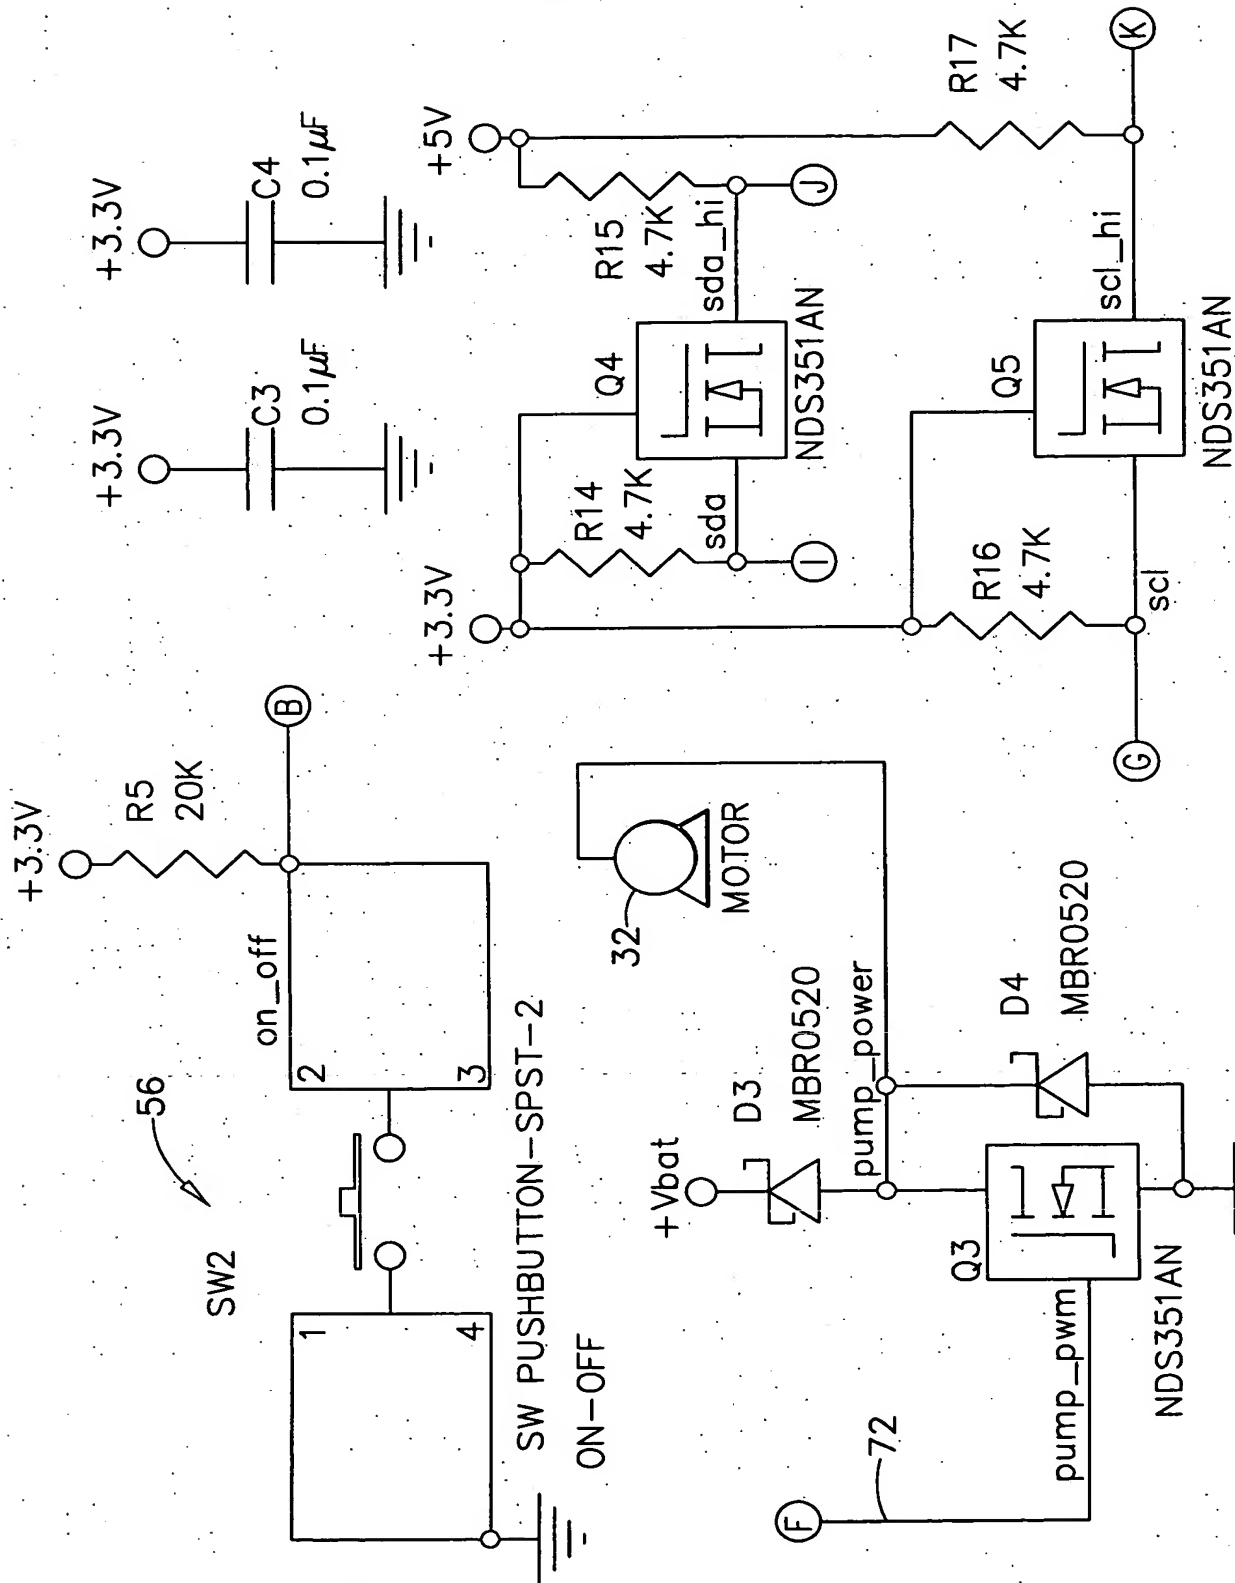 +3.3V
R5
20K
on_off
B
2
3
56
SW2
1
4
SW PUSHBUTTON-SPST-2
ON-OFF
+3.3V
C3
0.1µF
+3.3V
C4
0.1µF
+3.3V
R14
4.7K
sda
I
Q4
NDS351AN
sda_hi
R15
4.7K
J
+5V
R16
4.7K
scl
G
Q5
NDS351AN
scl_hi
R17
4.7K
K
32
MOTOR
+Vbat
D3
MBR0520
pump_power
D4
MBR0520
Q3
NDS351AN
pump_pwm
72
F